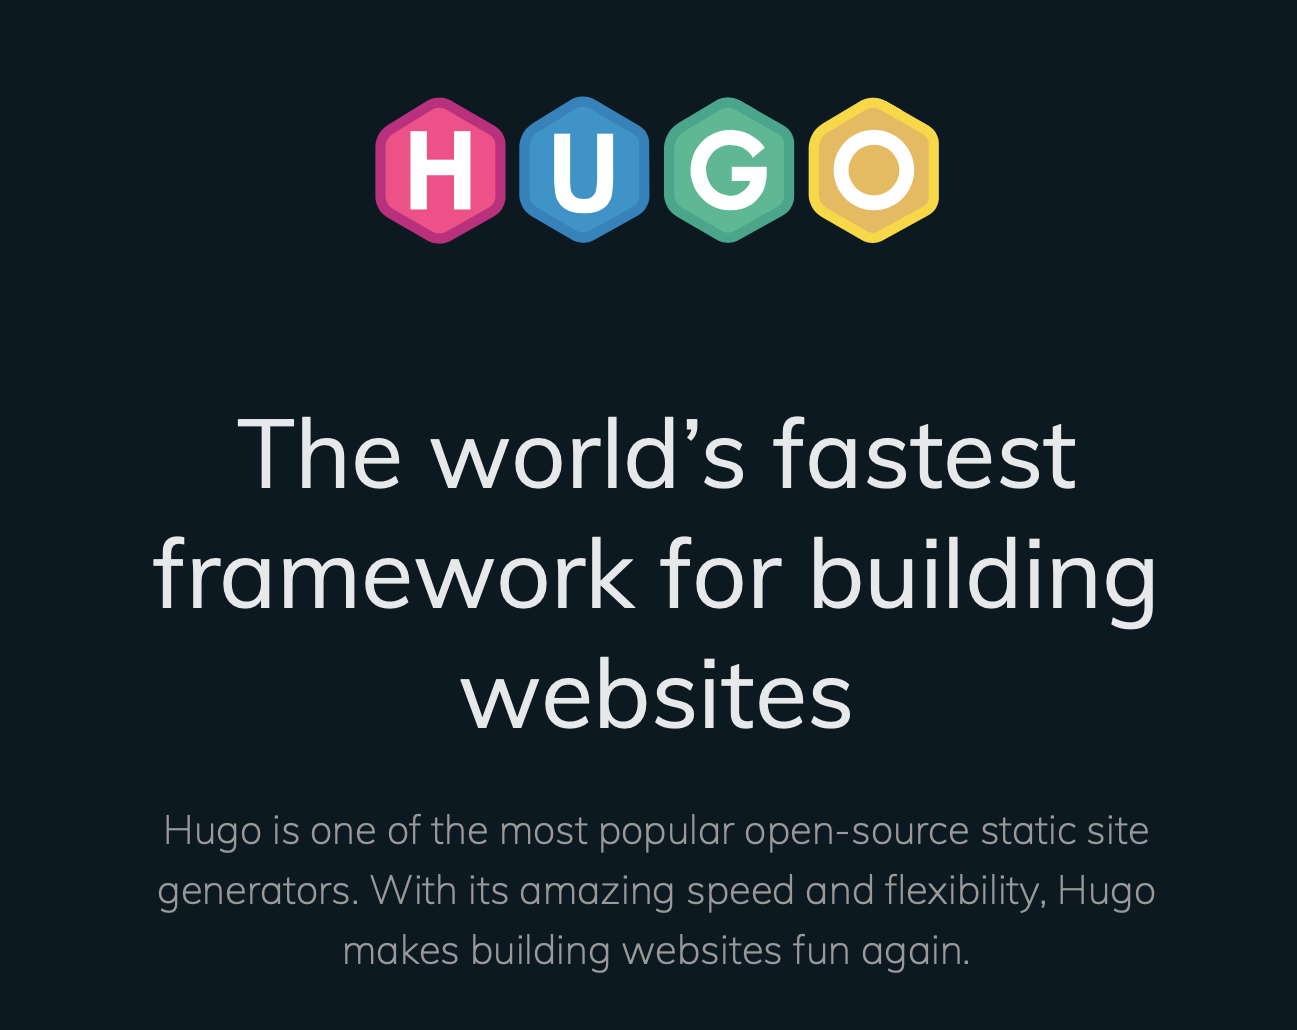 HUGO
The world’s fastest
framework for building
websites
Hugo is one of the most popular open-source static site
generators. With its amazing speed and flexibility, Hugo
makes building websites fun again.